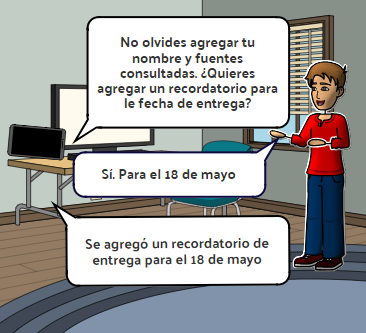 No olvides agregar tu
nombre y fuentes
consultadas. ¿Quieres
agregar un recordatorio para
le fecha de entrega?
Sí. Para el 18 de mayo
Se agregó un recordatorio de
entrega para el 18 de mayo